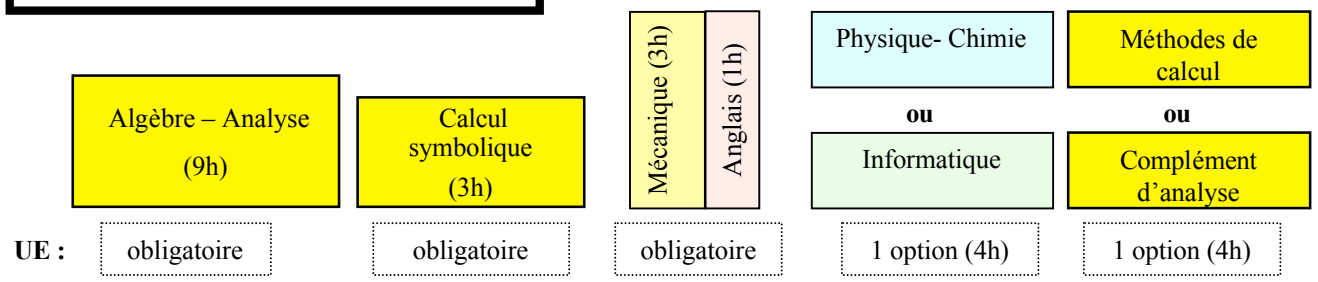 Algèbre – Analyse
(9h)
Calcul
symbolique
(3h)
Mécanique (3h)
Anglais (1h)
Physique- Chimie
ou
Informatique
Méthodes de
calcul
ou
Complément
d'analyse
UE :
obligatoire
obligatoire
obligatoire
1 option (4h)
1 option (4h)